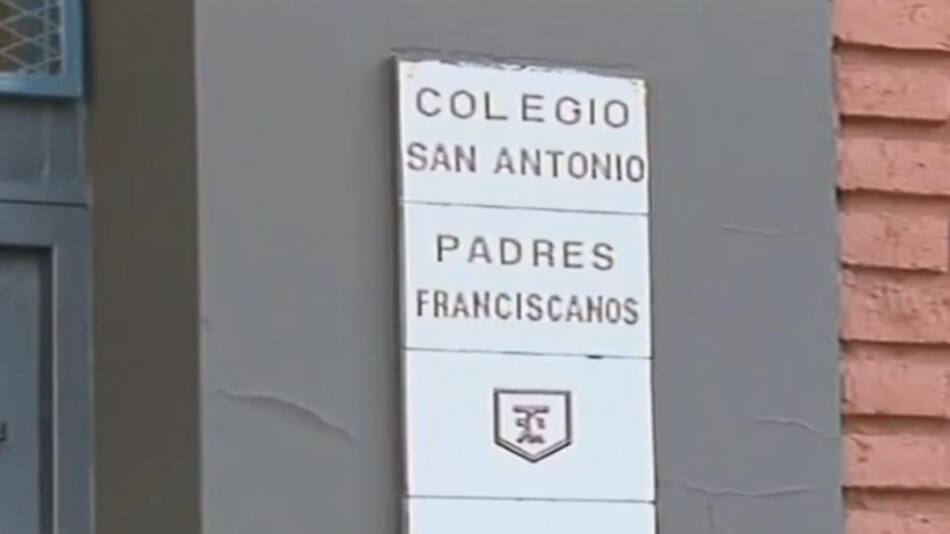 COLEGIO
SAN ANTONIO
PADRES
FRANCISCANOS